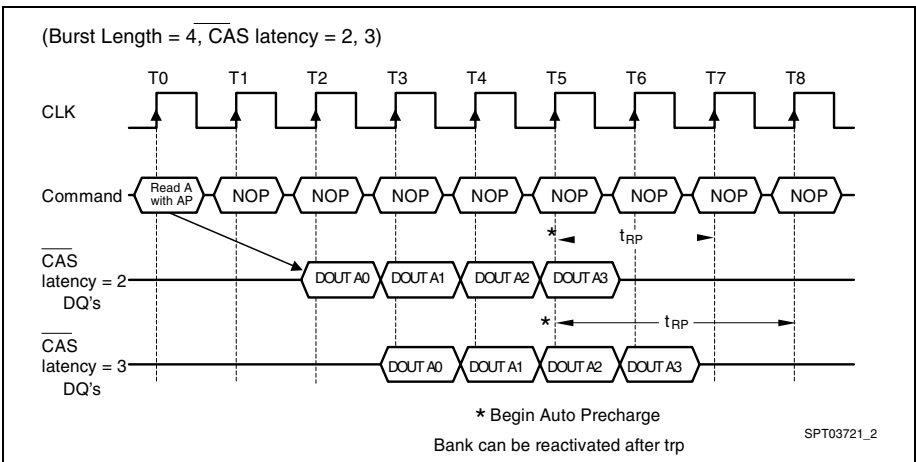 (Burst Length = 4, CAS latency = 2, 3)
T0 T1 T2 T3 T4 T5 T6 T7 T8
CLK
Command Read A with AP NOP NOP NOP NOP NOP NOP NOP NOP
* tRP
CAS
latency = 2
DQ's
DOUT A0 DOUT A1 DOUT A2 DOUT A3
* tRP
CAS
latency = 3
DQ's
DOUT A0 DOUT A1 DOUT A2 DOUT A3
* Begin Auto Precharge
Bank can be reactivated after trp
SPT03721_2